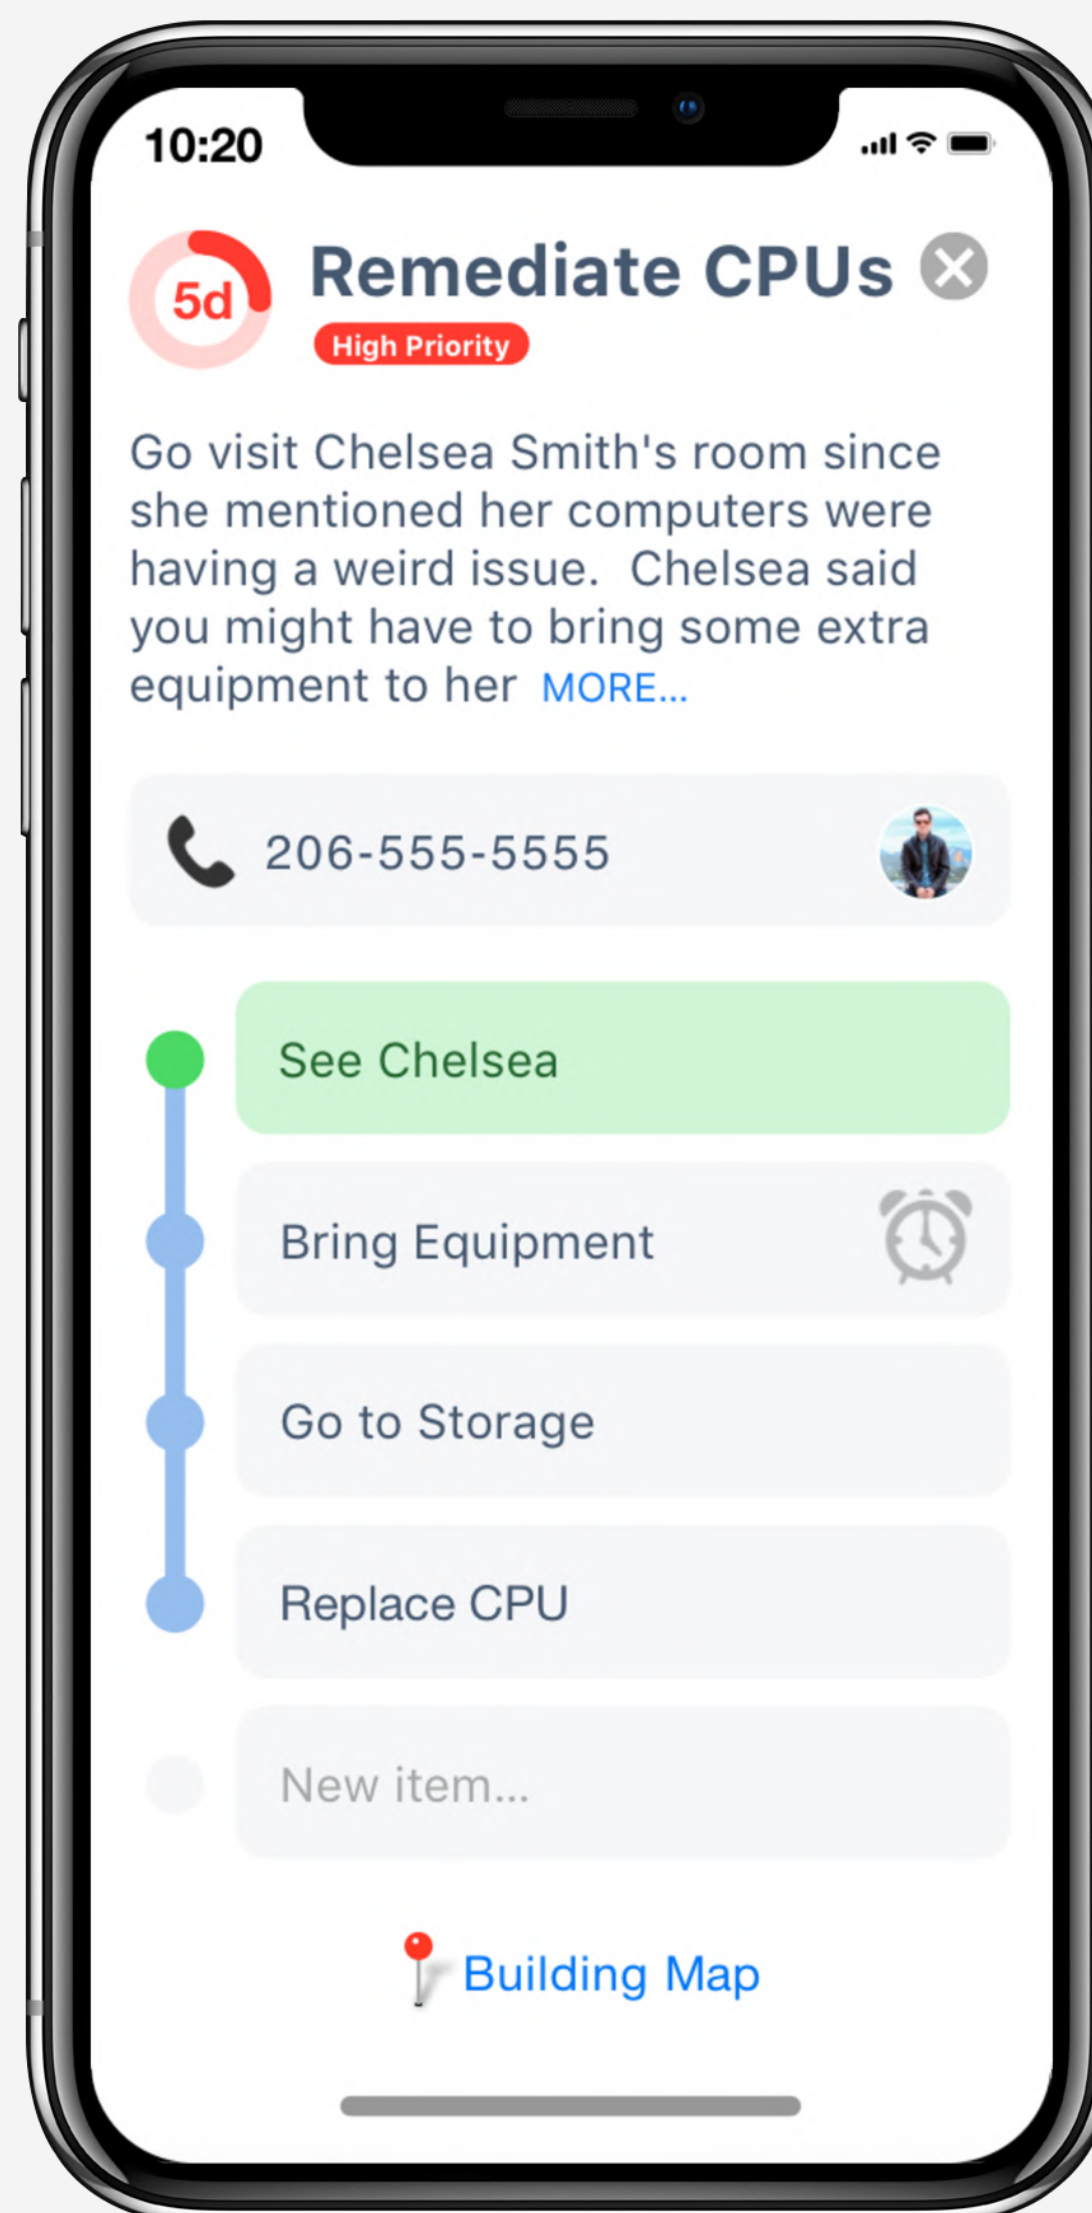 10:20
5d
Remediate CPUs
High Priority
Go visit Chelsea Smith's room since
she mentioned her computers were
having a weird issue.  Chelsea said
you might have to bring some extra
equipment to her MORE...
206-555-5555
See Chelsea
Bring Equipment
Go to Storage
Replace CPU
New item...
Building Map